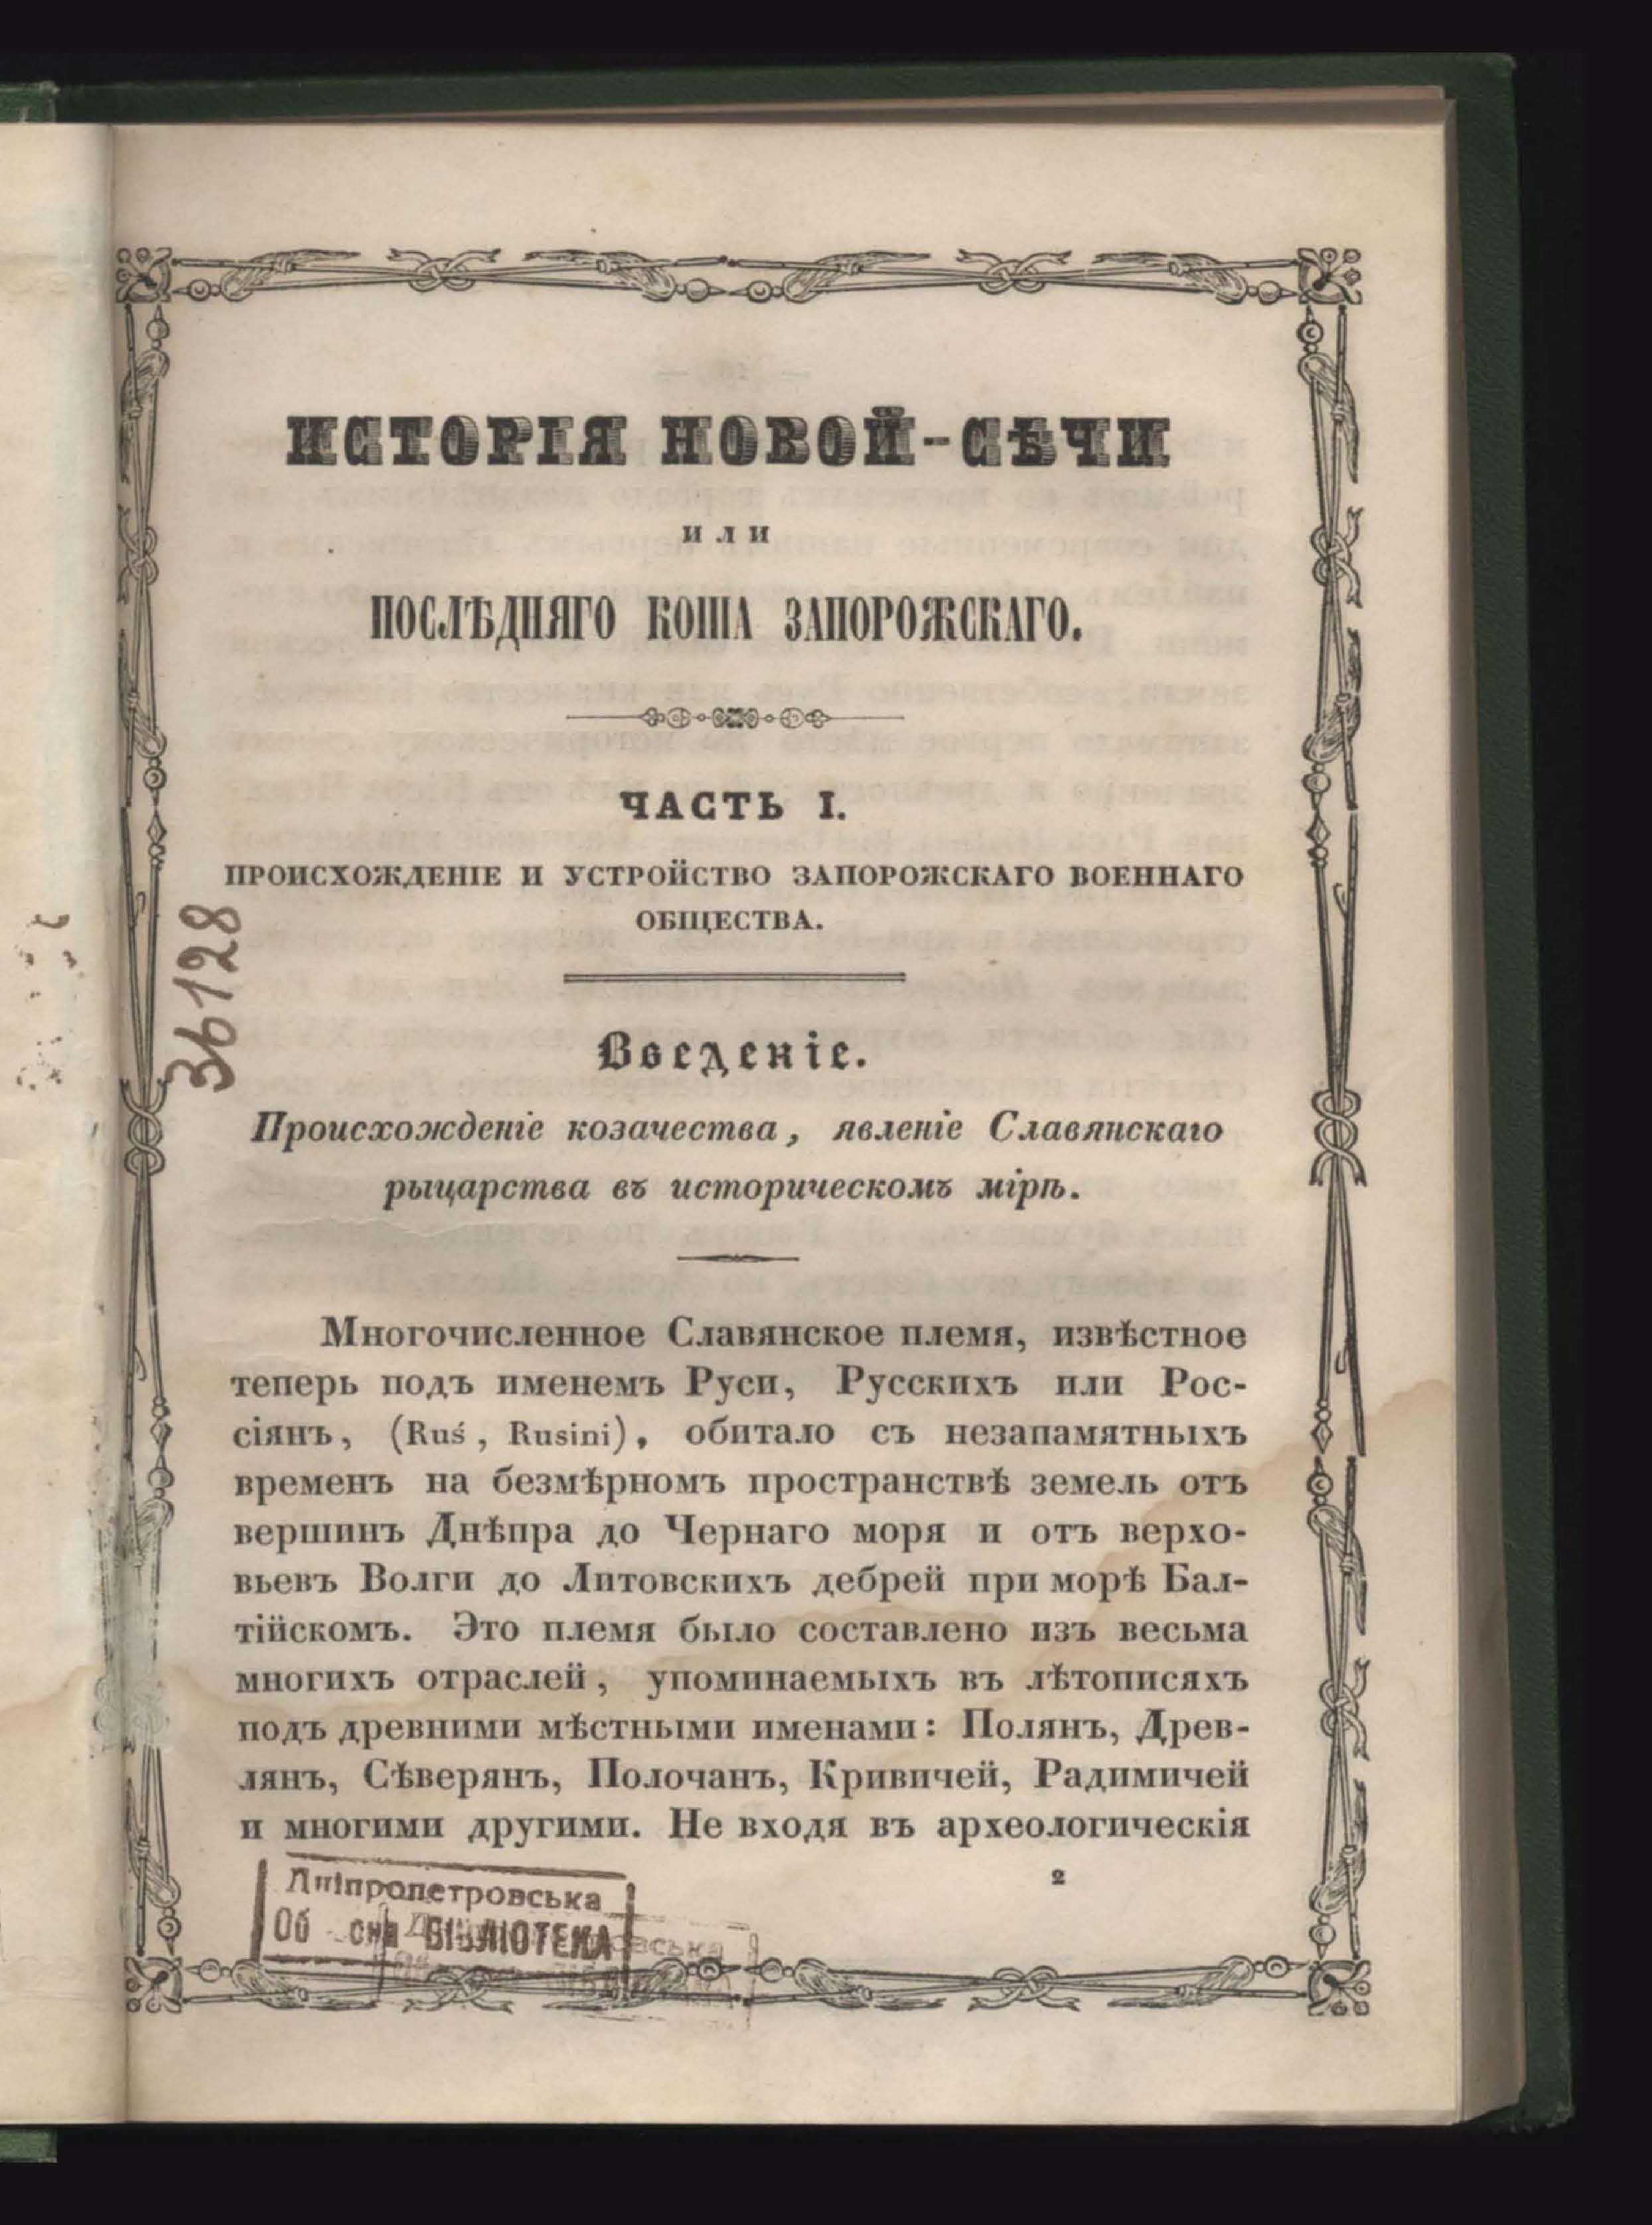 ИСТОРІЯ НОВОЙ-СѢЧИ
или
ПОСЛѢДНЯГО КОША ЗАПОРОЖСКАГО.
ЧАСТЬ I.
ПРОИСХОЖДЕНІЕ И УСТРОЙСТВО ЗАПОРОЖСКАГО ВОЕННАГО
ОБЩЕСТВА.
36128
Введеніе.
Происхожденіе козачества, явленіе Славянскаго
рыцарства въ историческомъ мірѣ.
Многочисленное Славянское племя, извѣстное
теперь подъ именемъ Руси, Русскихъ или Рос-
сіянъ, (Ruś, Rusini), обитало съ незапамятныхъ
временъ на безмѣрномъ пространствѣ земель отъ
вершинъ Днѣпра до Чернаго моря и отъ верхо-
вьевъ Волги до Литовскихъ дебрей при морѣ Бал-
тійскомъ. Это племя было составлено изъ весьма
многихъ отраслей, упоминаемыхъ въ лѣтописяхъ
подъ древними мѣстными именами: Полянъ, Древ-
лянъ, Сѣверянъ, Полочанъ, Кривичей, Радимичей
и многими другими. Не входя въ археологическія
2
Дніпропетровська
БІБЛІОТЕКА